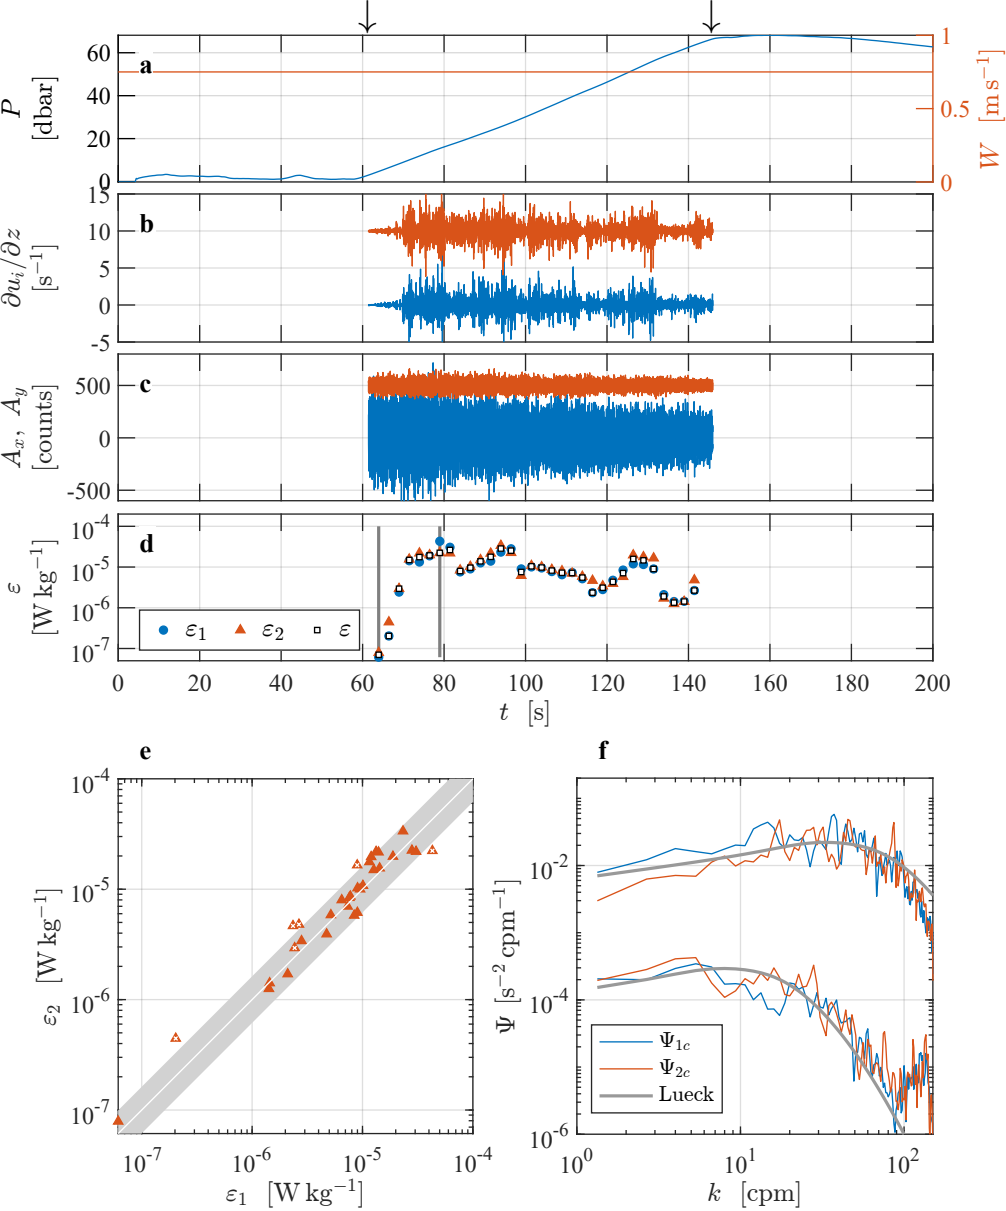 a
P [dbar]
60
40
20
0
1
0.5
0
W [m s⁻¹]
b
∂uᵢ/∂z [s⁻¹]
15
10
5
0
-5
c
Aₓ, Aᵧ [counts]
500
0
-500
d
ε [W kg⁻¹]
10⁻⁴
10⁻⁵
10⁻⁶
10⁻⁷
ε₁ ε₂ ε
0 20 40 60 80 100 120 140 160 180 200
t [s]
e
ε₂ [W kg⁻¹]
10⁻⁴
10⁻⁵
10⁻⁶
10⁻⁷
10⁻⁷ 10⁻⁶ 10⁻⁵ 10⁻⁴
ε₁ [W kg⁻¹]
f
Ψ [s⁻² cpm⁻¹]
10⁻²
10⁻⁴
10⁻⁶
Ψ₁c
Ψ₂c
Lueck
10⁰ 10¹ 10²
k [cpm]